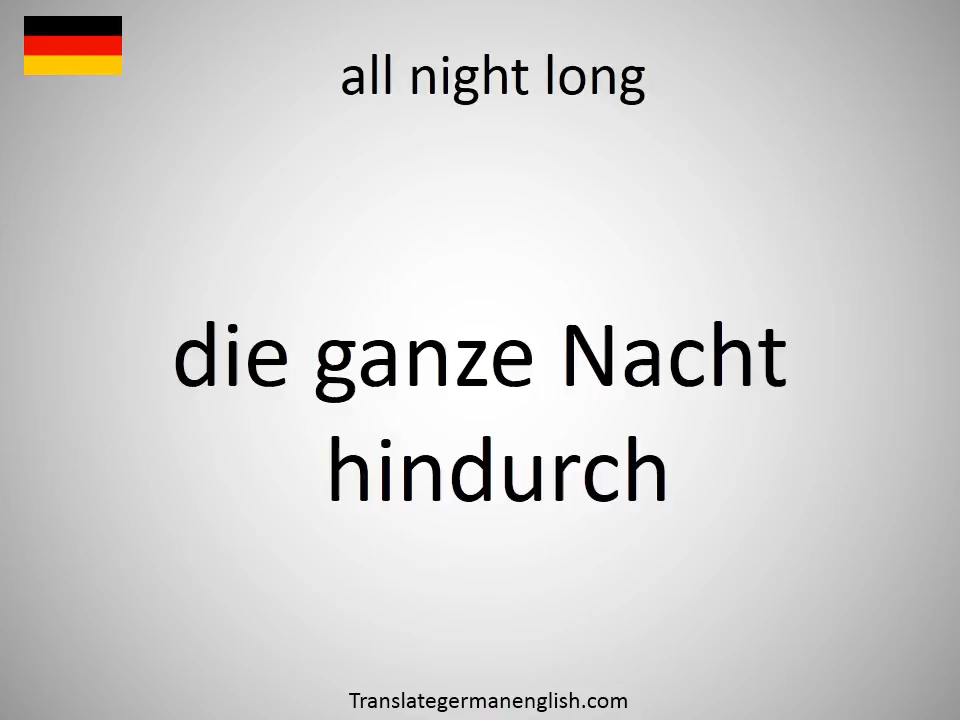 all night long
die ganze Nacht
hindurch
Translategermanenglish.com